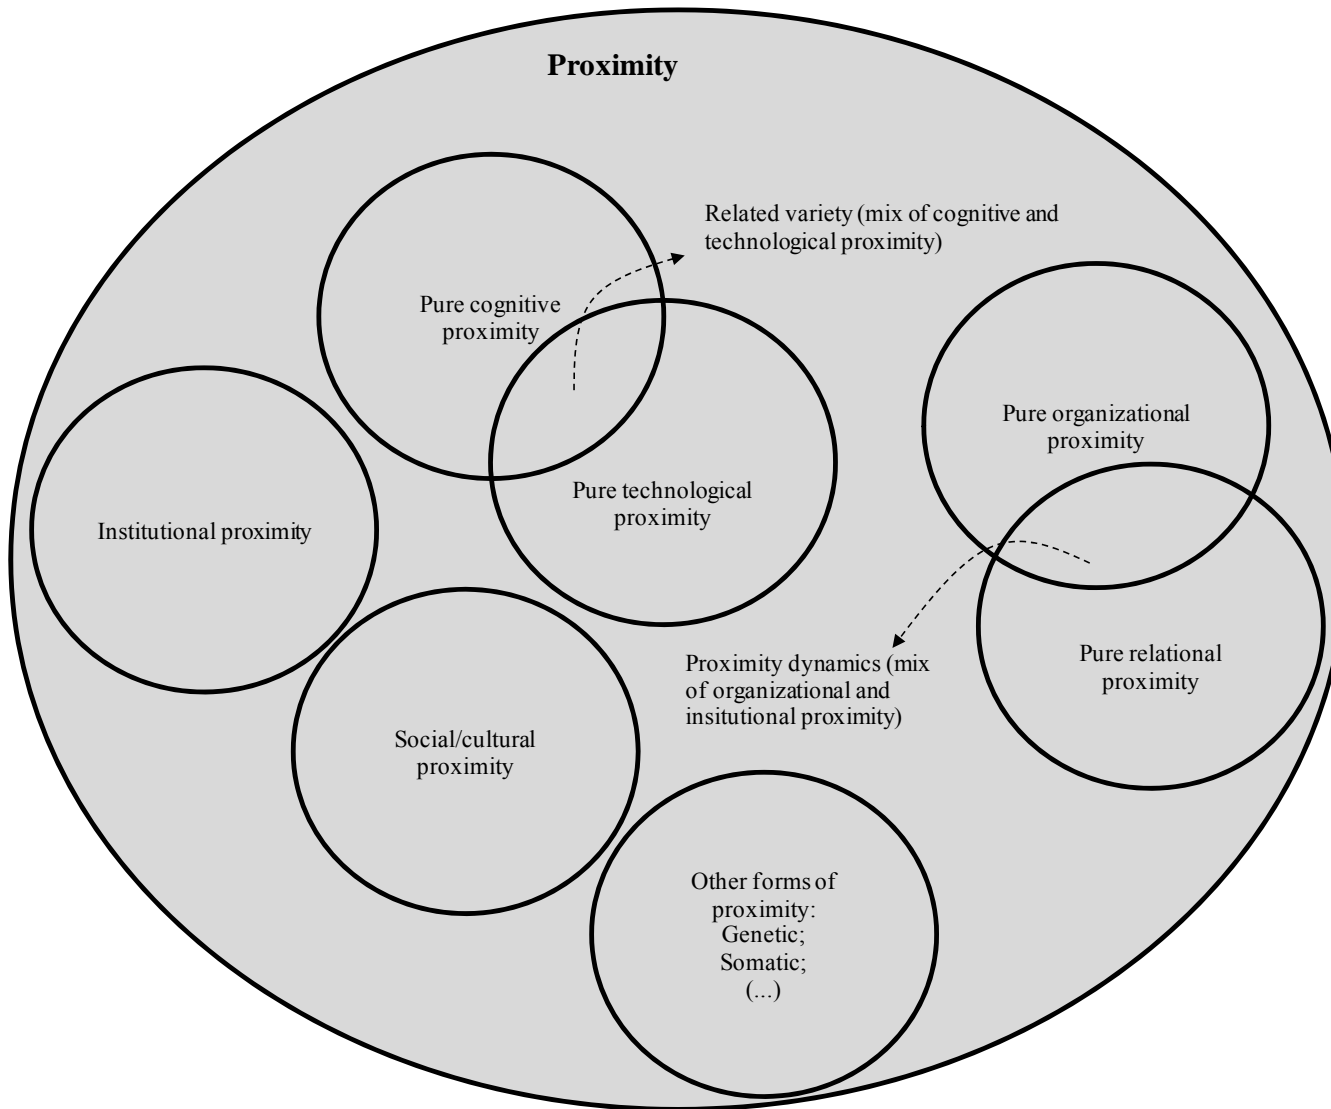 Proximity
Related variety (mix of cognitive and
technological proximity)
Pure cognitive
proximity
Pure organizational
proximity
Pure technological
proximity
Institutional proximity
Proximity dynamics (mix
of organizational and
insitutional proximity)
Pure relational
proximity
Social/cultural
proximity
Other forms of
proximity:
Genetic;
Somatic;
(...)